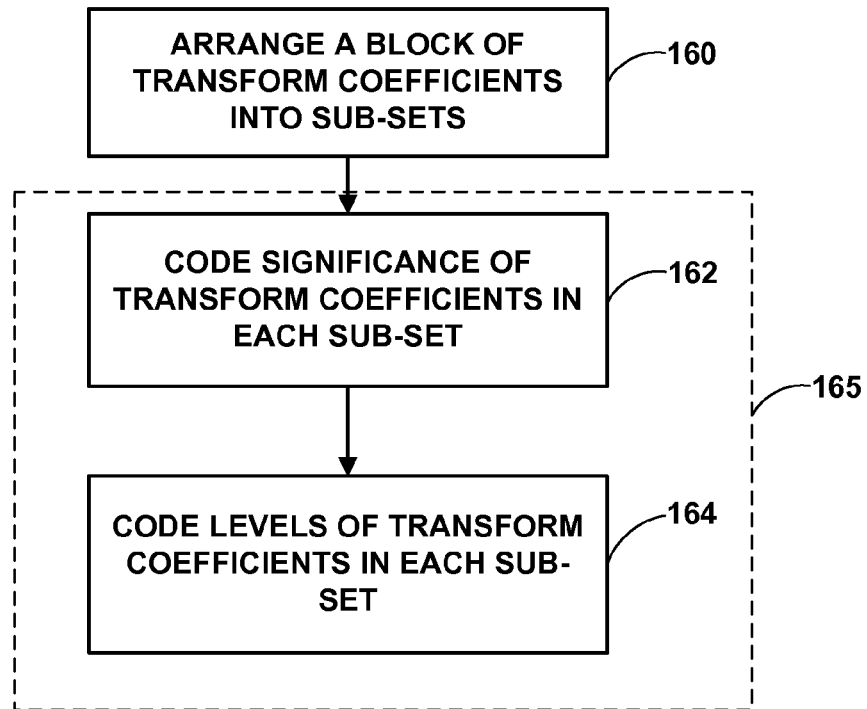 ARRANGE A BLOCK OF
TRANSFORM COEFFICIENTS
INTO SUB-SETS
160
CODE SIGNIFICANCE OF
TRANSFORM COEFFICIENTS IN
EACH SUB-SET
162
165
CODE LEVELS OF TRANSFORM
COEFFICIENTS IN EACH SUB-
SET
164